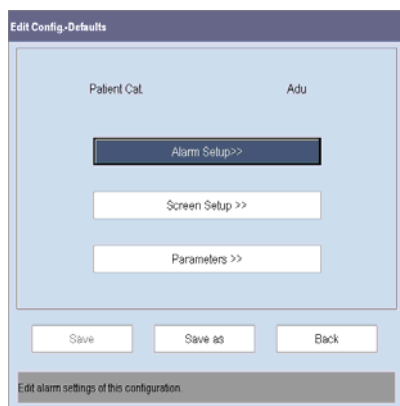 Edit Config.-Defaults
Patient Cat. Adu
Alarm Setup>>
Screen Setup >>
Parameters >>
Save Save as Back
Edit alarm settings of this configuration.